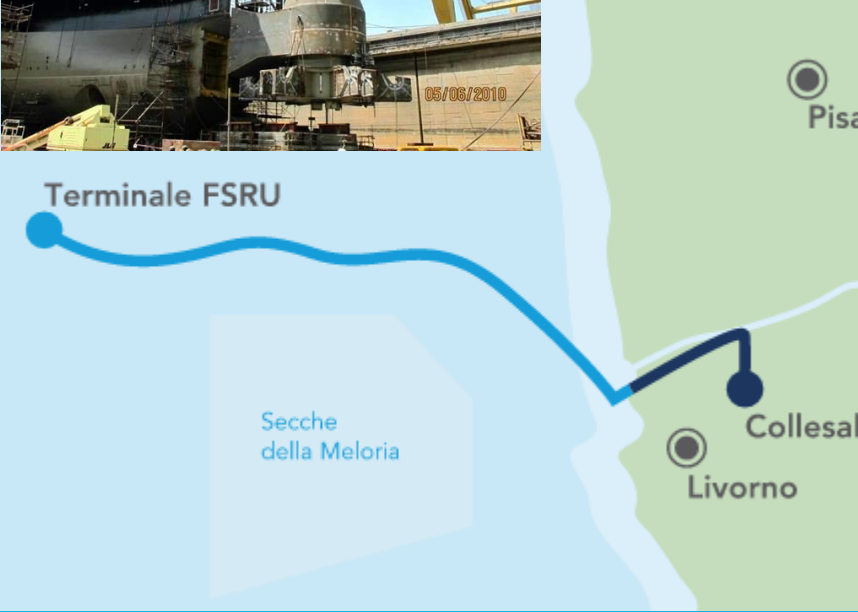 05/06/2010
Pisa
Terminale FSRU
Secche
della Meloria
Collesal
Livorno